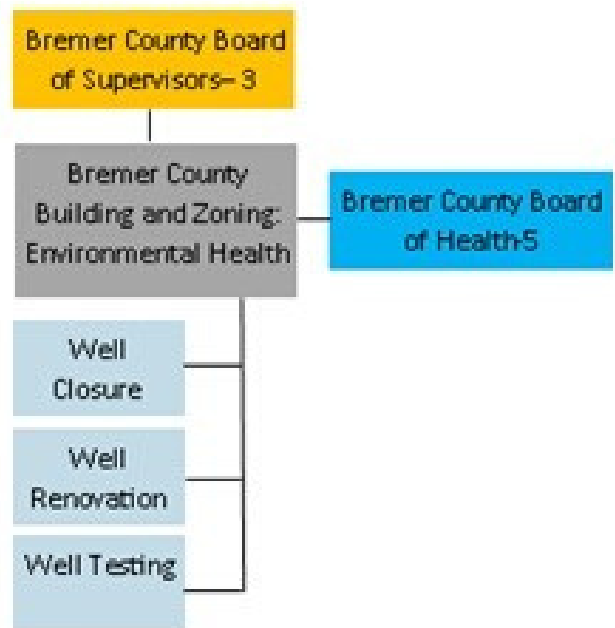 Bremer County Board
of Supervisors– 3
Bremer County
Building and Zoning:
Environmental Health
Bremer County Board
of Health-5
Well
Closure
Well
Renovation
Well Testing